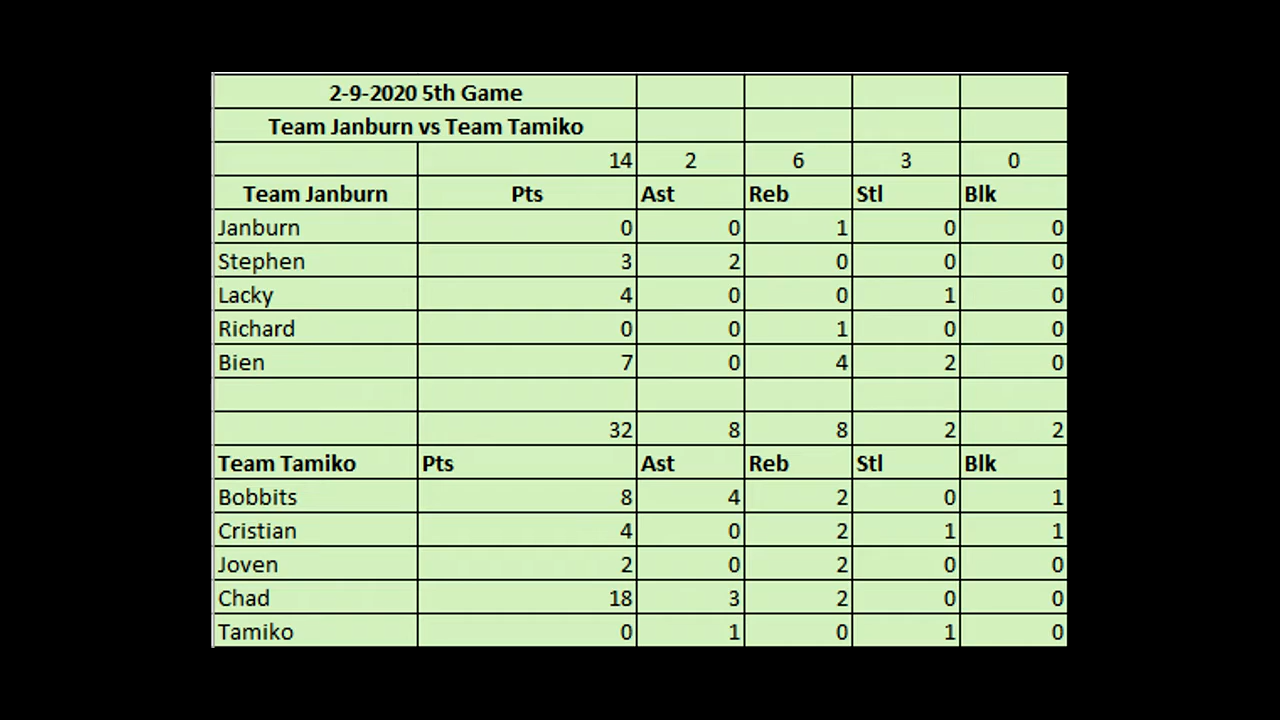 2-9-2020 5th Game
Team Janburn vs Team Tamiko
14 2 6 3 0
Team Janburn Pts Ast Reb Stl Blk
Janburn 0 0 1 0 0
Stephen 3 2 0 0 0
Lacky 4 0 0 1 0
Richard 0 0 1 0 0
Bien 7 0 4 2 0
32 8 8 2 2
Team Tamiko Pts Ast Reb Stl Blk
Bobbits 8 4 2 0 1
Cristian 4 0 2 1 1
Joven 2 0 2 0 0
Chad 18 3 2 0 0
Tamiko 0 1 0 1 0